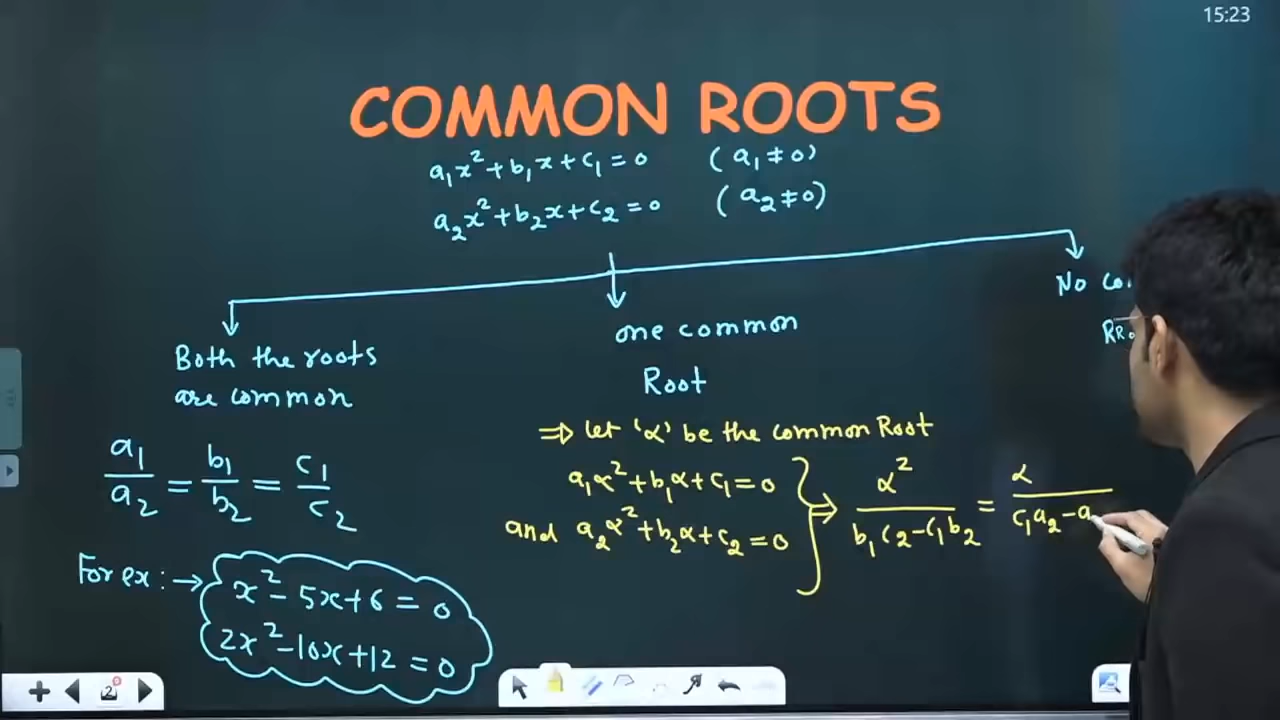 15:23
COMMON ROOTS
a₁x²+b₁x+c₁=0 (a₁≠0)
a₂x²+b₂x+c₂=0 (a₂≠0)
Both the roots
are common
one common
Root
No
a₁/a₂ = b₁/b₂ = c₁/c₂
For ex: → x²-5x+6=0
2x²-10x+12=0
⇒ let 'α' be the common Root
a₁α²+b₁α+c₁=0
and a₂α²+b₂α+c₂=0
⇒ α²/b₁c₂-c₁b₂ = α/c₁a₂-a
2